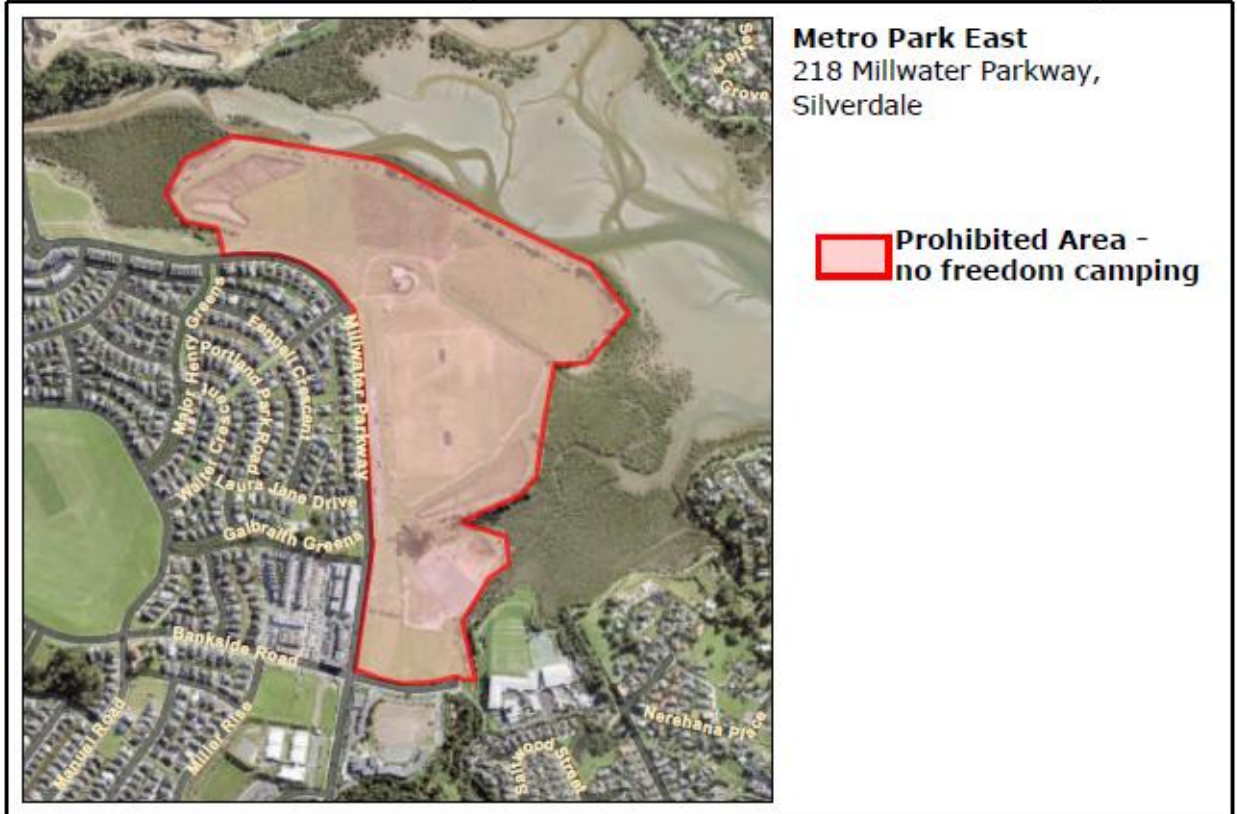 Metro Park East
218 Millwater Parkway,
Silverdale
Prohibited Area -
no freedom camping
Grove
Major Henry Greens
Fennell Crescent
Millwater Parkway
Portland Park Road
Laura Jane Drive
Galbraith Greens
Bankside Road
Manuel Road
Miller Rise
Saltwood Street
Nerehana Place